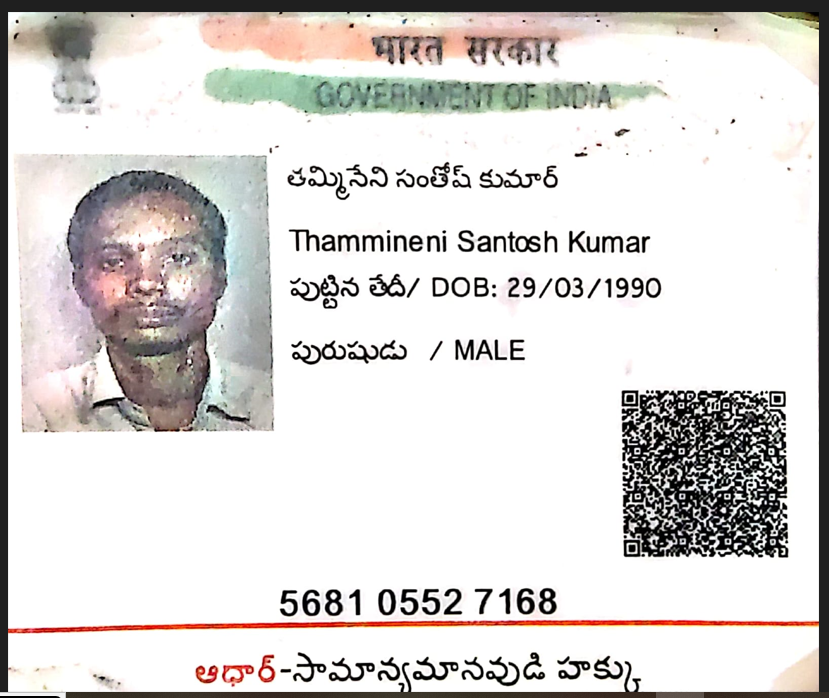 भारत सरकार
GOVERNMENT OF INDIA
తమ్మినేని సంతోష్ కుమార్
Thammineni Santosh Kumar
పుట్టిన తేదీ/ DOB: 29/03/1990
పురుషుడు / MALE
5681 0552 7168
ఆధార్-సామాన్యమానవుడి హక్కు